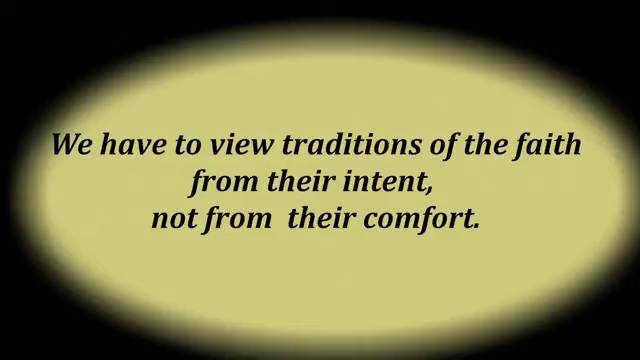 We have to view traditions of the faith
from their intent,
not from their comfort.